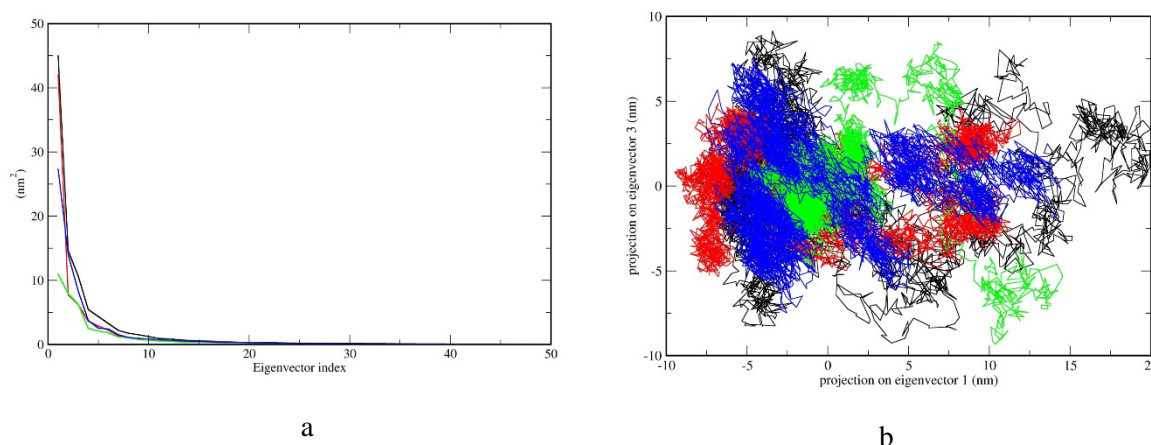 50
40
30
20
10
0
(nm²)
0 10 20 30 40 50
Eigenvector index
a
10
5
0
-5
-10
projection on eigenvector 3 (nm)
-10 -5 0 5 10 15 20
projection on eigenvector 1 (nm)
b